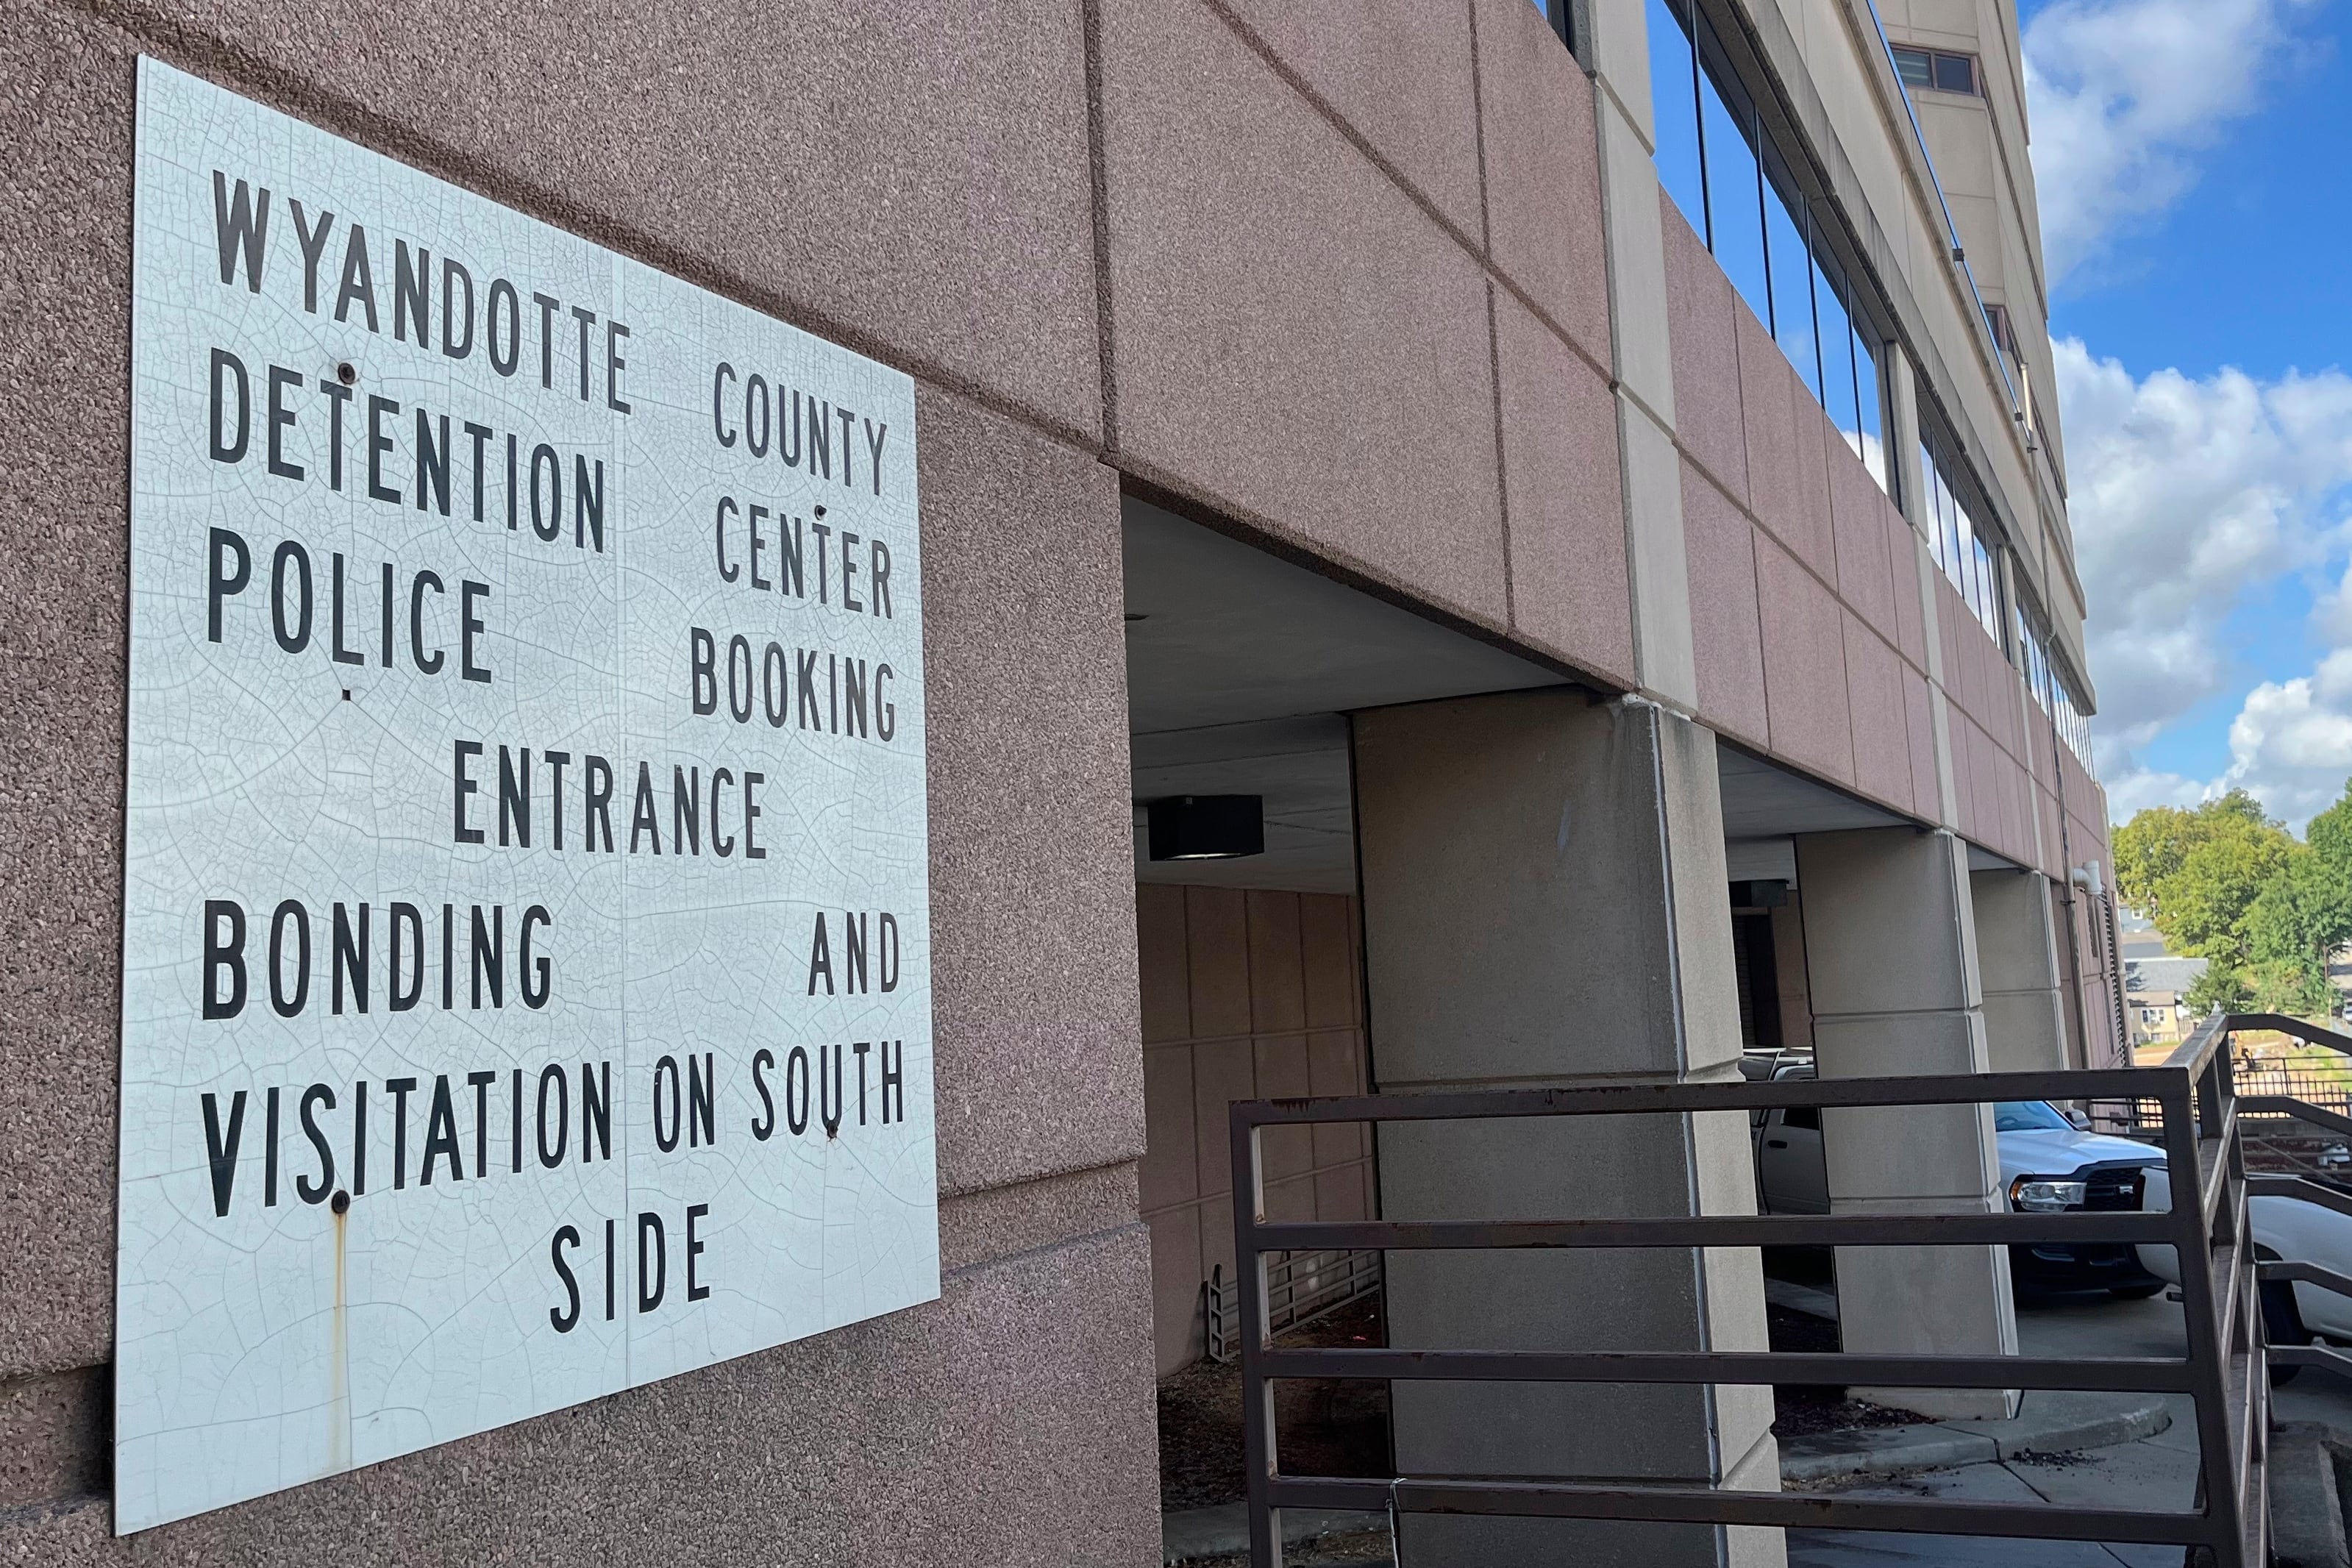 WYANDOTTE COUNTY
DETENTION CENTER
POLICE BOOKING
ENTRANCE
BONDING AND
VISITATION ON SOUTH
SIDE